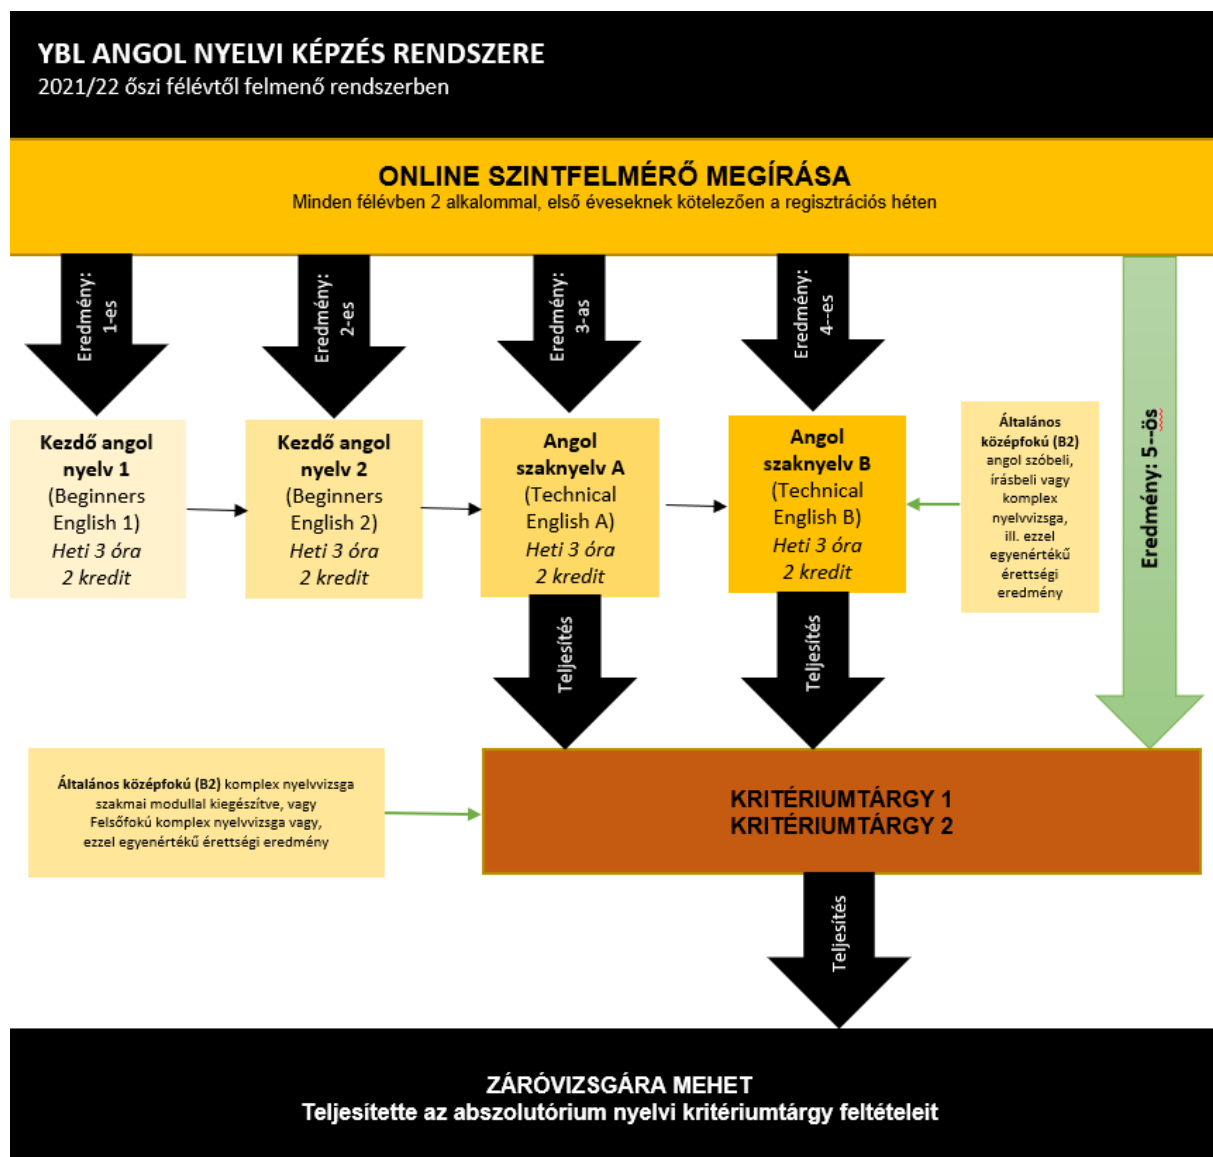 YBL ANGOL NYELVI KÉPZÉS RENDSZERE
2021/22 őszi félévtől felmenő rendszerben
ONLINE SZINTFELMÉRŐ MEGÍRÁSA
Minden félévben 2 alkalommal, első éveseknek kötelezően a regisztrációs héten
Eredmény:
1-es
Eredmény:
2-es
Eredmény:
3-as
Eredmény:
4--es
Eredmény: 5--ös
Kezdő angol
nyelv 1
(Beginners
English 1)
Heti 3 óra
2 kredit
Kezdő angol
nyelv 2
(Beginners
English 2)
Heti 3 óra
2 kredit
Angol
szaknyelv A
(Technical
English A)
Heti 3 óra
2 kredit
Angol
szaknyelv B
(Technical
English B)
Heti 3 óra
2 kredit
Általános
középfokú (B2)
angol szóbeli,
írásbeli vagy
komplex
nyelvvizsga,
ill. ezzel
egyenértékű
érettségi
eredmény
Teljesítés
Teljesítés
Általános középfokú (B2) komplex nyelvvizsga
szakmai modullal kiegészítve, vagy
Felsőfokú komplex nyelvvizsga vagy,
ezzel egyenértékű érettségi eredmény
KRITÉRIUMTÁRGY 1
KRITÉRIUMTÁRGY 2
Teljesítés
ZÁRÓVIZSGÁRA MEHET
Teljesítette az abszolutórium nyelvi kritériumtárgy feltételeit